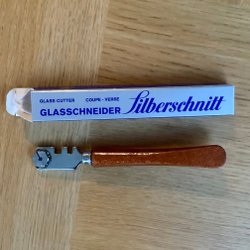 GLASS CUTTER COUPE-VERRE
GLASSCHNEIDER Silberschnitt